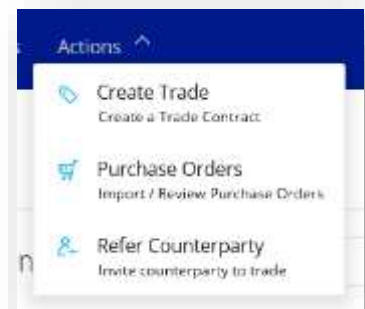 Actions
Create Trade
Create a Trade Contract
Purchase Orders
Import / Review Purchase Orders
Refer Counterparty
Invite counterparty to trade